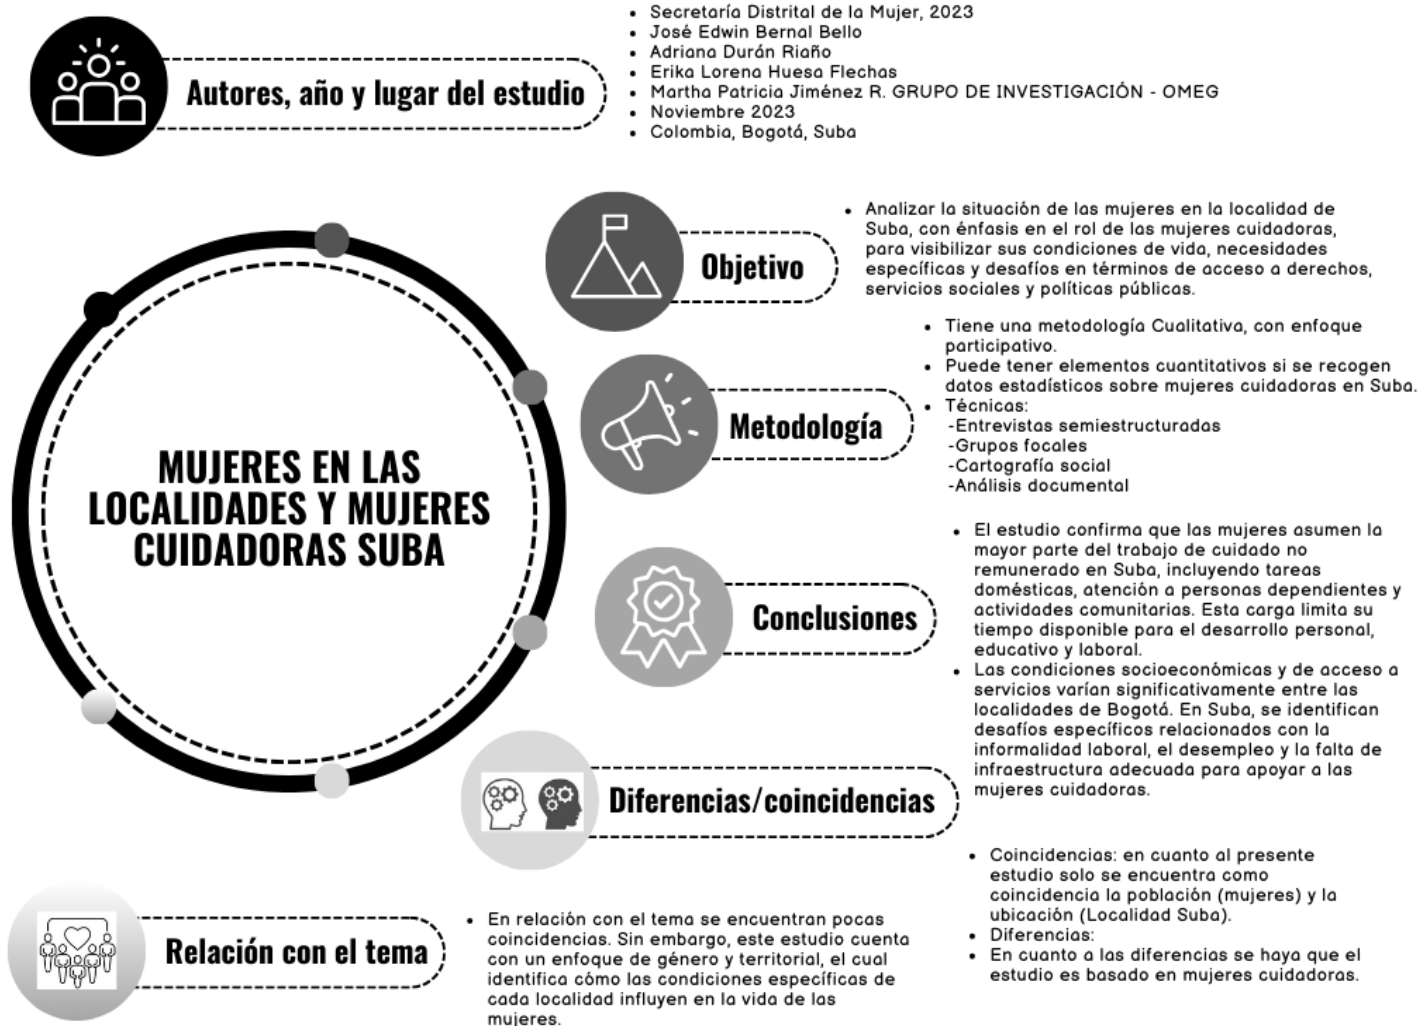 Autores, año y lugar del estudio
• Secretaría Distrital de la Mujer, 2023
• José Edwin Bernal Bello
• Adriana Durán Riaño
• Erika Lorena Huesa Flechas
• Martha Patricia Jiménez R. GRUPO DE INVESTIGACIÓN - OMEG
• Noviembre 2023
• Colombia, Bogotá, Suba
MUJERES EN LAS
LOCALIDADES Y MUJERES
CUIDADORAS SUBA
Objetivo
• Analizar la situación de las mujeres en la localidad de
Suba, con énfasis en el rol de las mujeres cuidadoras,
para visibilizar sus condiciones de vida, necesidades
específicas y desafíos en términos de acceso a derechos,
servicios sociales y políticas públicas.
Metodología
• Tiene una metodología Cualitativa, con enfoque
participativo.
• Puede tener elementos cuantitativos si se recogen
datos estadísticos sobre mujeres cuidadoras en Suba.
• Técnicas:
-Entrevistas semiestructuradas
-Grupos focales
-Cartografía social
-Análisis documental
Conclusiones
• El estudio confirma que las mujeres asumen la
mayor parte del trabajo de cuidado no
remunerado en Suba, incluyendo tareas
domésticas, atención a personas dependientes y
actividades comunitarias. Esta carga limita su
tiempo disponible para el desarrollo personal,
educativo y laboral.
• Las condiciones socioeconómicas y de acceso a
servicios varían significativamente entre las
localidades de Bogotá. En Suba, se identifican
desafíos específicos relacionados con la
informalidad laboral, el desempleo y la falta de
infraestructura adecuada para apoyar a las
mujeres cuidadoras.
Diferencias/coincidencias
• Coincidencias: en cuanto al presente
estudio solo se encuentra como
coincidencia la población (mujeres) y la
ubicación (Localidad Suba).
• Diferencias:
• En cuanto a las diferencias se haya que el
estudio es basado en mujeres cuidadoras.
Relación con el tema
• En relación con el tema se encuentran pocas
coincidencias. Sin embargo, este estudio cuenta
con un enfoque de género y territorial, el cual
identifica cómo las condiciones específicas de
cada localidad influyen en la vida de las
mujeres.